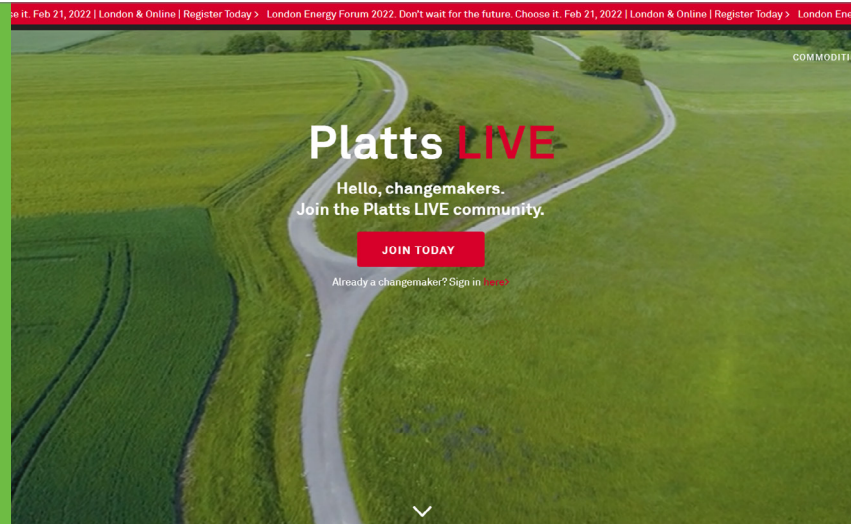 se it. Feb 21, 2022 | London & Online | Register Today > London Energy Forum 2022. Don't wait for the future. Choose it. Feb 21, 2022 | London & Online | Register Today > London Ene
COMMODITI
Platts LIVE
Hello, changemakers.
Join the Platts LIVE community.
JOIN TODAY
Already a changemaker? Sign in here>